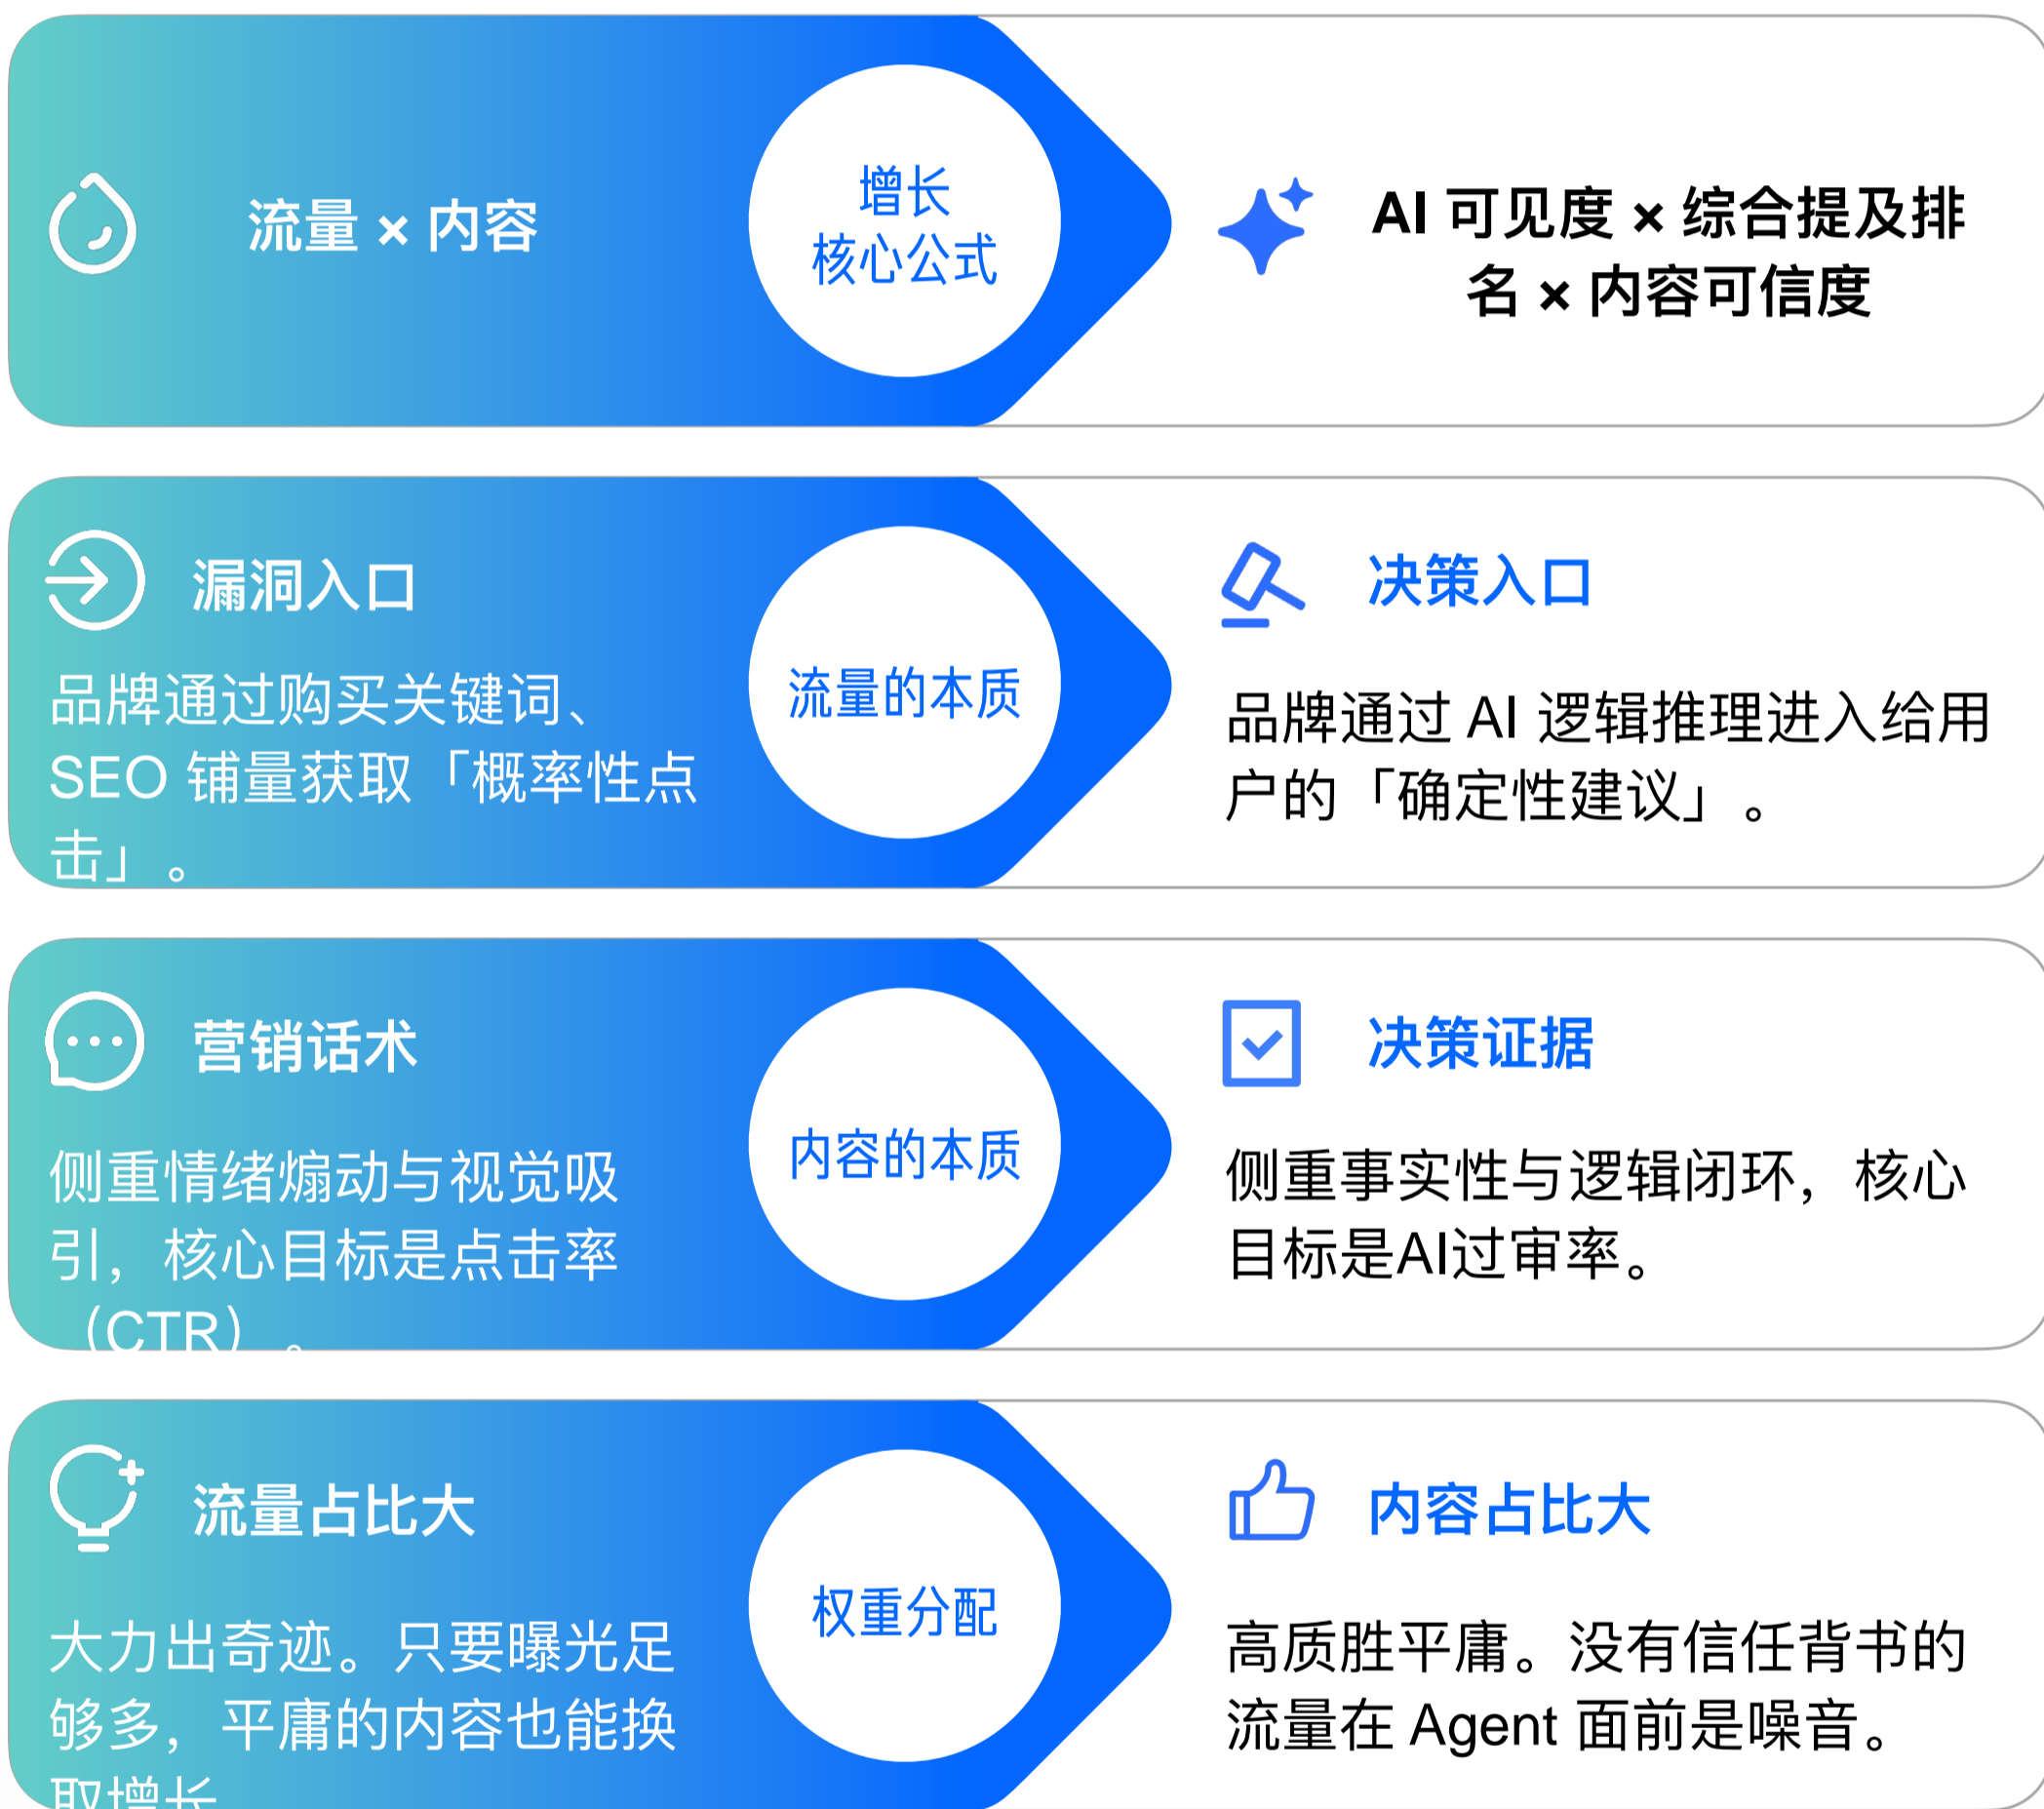 流量 × 内容
增长
核心公式
AI 可见度 × 综合提及排
名 × 内容可信度
漏洞入口
品牌通过购买关键词、
SEO 铺量获取「概率性点
击」。
流量的本质
决策入口
品牌通过 AI 逻辑推理进入给用
户的「确定性建议」。
营销话术
侧重情绪煽动与视觉吸
引，核心目标是点击率
（CTR）。
内容的本质
决策证据
侧重事实性与逻辑闭环，核心
目标是AI过审率。
流量占比大
大力出奇迹。只要曝光足
够多，平庸的内容也能换
取增长
权重分配
内容占比大
高质胜平庸。没有信任背书的
流量在 Agent 面前是噪音。